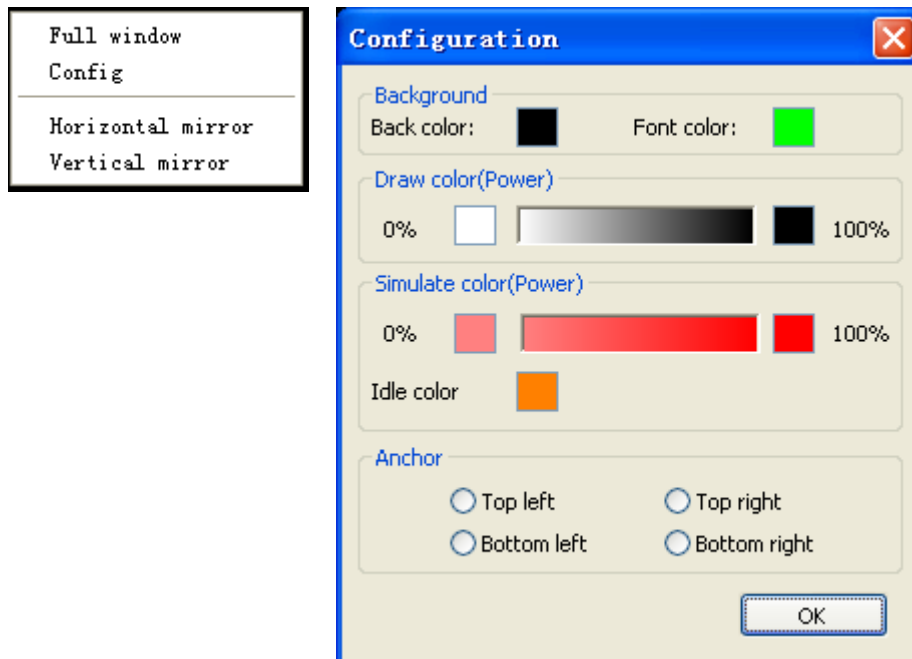 Full window
Config
Horizontal mirror
Vertical mirror
Configuration
Background
Back color: Font color:
Draw color(Power)
0% 100%
Simulate color(Power)
0% 100%
Idle color
Anchor
Top left Top right
Bottom left Bottom right
OK